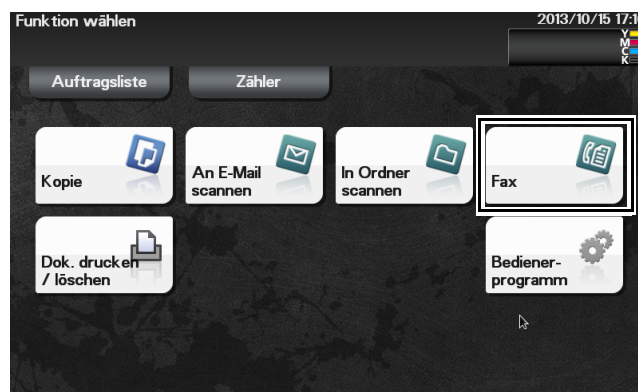 Funktion wählen
2013/10/15 17:1
Y
M
C
K
Auftragsliste
Zähler
Kopie
An E-Mail
scannen
In Ordner
scannen
Fax
Dok. drucken
/ löschen
Bediener-
programm